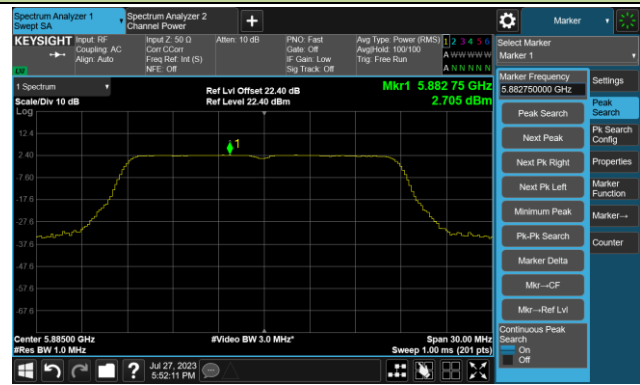 Spectrum Analyzer 1
Swept SA
Spectrum Analyzer 2
Channel Power
+
Marker
KEYSIGHT
Input: RF
Coupling: AC
Align: Auto
Input Z: 50 Ω
Corr CCorr
Freq Ref: Int (S)
NFE: Off
Atten: 10 dB
PNO: Fast
Gate: Off
IF Gain: Low
Sig Track: Off
Avg Type: Power (RMS)
Avg|Hold: 100/100
Trig: Free Run
1 2 3 4 5 6
A W W W W W
A N N N N N
Select Marker
Marker 1
1 Spectrum
Scale/Div 10 dB
Log
Ref Lvl Offset 22.40 dB
Ref Level 22.40 dBm
Mkr1 5.882 75 GHz
2.705 dBm
12.4
2.40
-7.60
-17.6
-27.6
-37.6
-47.6
-57.6
-67.6
1
Center 5.88500 GHz
#Res BW 1.0 MHz
#Video BW 3.0 MHz*
Span 30.00 MHz
Sweep 1.00 ms (201 pts)
Marker Frequency
5.882750000 GHz
Peak Search
Next Peak
Next Pk Right
Next Pk Left
Minimum Peak
Pk-Pk Search
Marker Delta
Mkr→CF
Mkr→Ref Lvl
Continuous Peak
Search
On
Off
Settings
Peak
Search
Pk Search
Config
Properties
Marker
Function
Marker→
Counter
?
Jul 27, 2023
5:52:11 PM